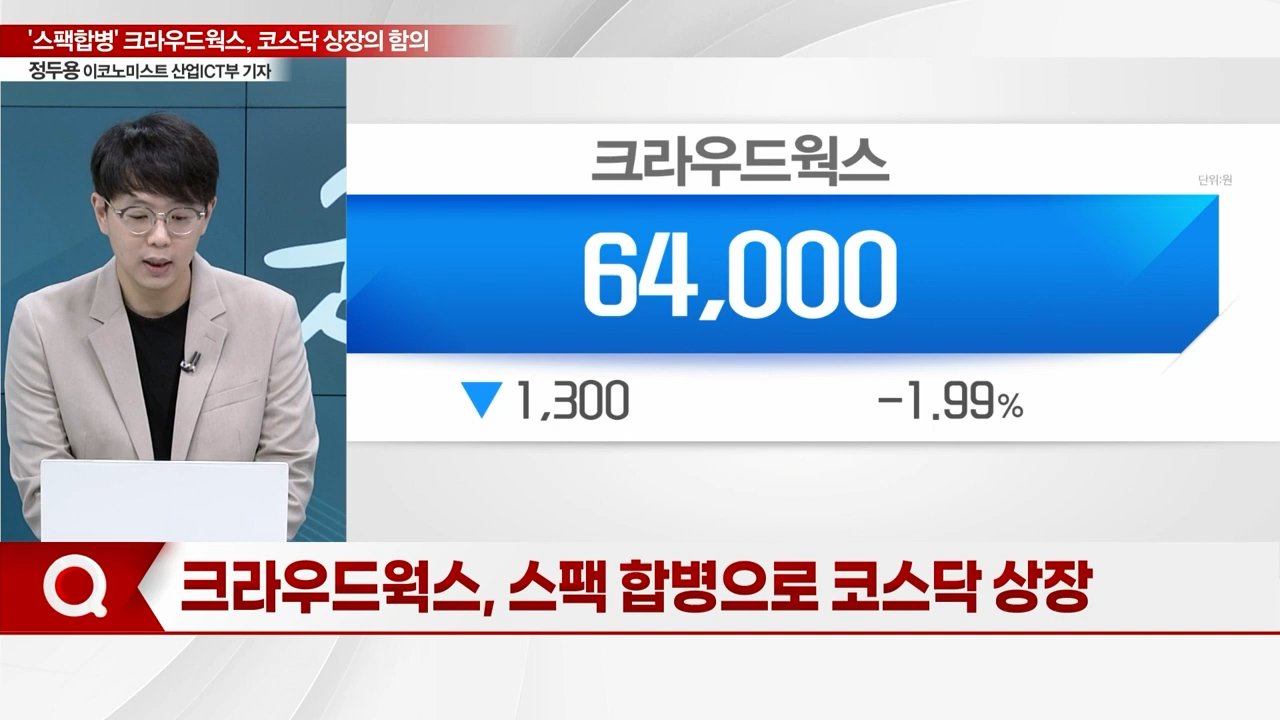 '스팩합병' 크라우드웍스, 코스닥 상장의 함의
정두용 이코노미스트 산업ICT부 기자
크라우드웍스
단위:원
64,000
▼ 1,300 -1.99%
Q 크라우드웍스, 스팩 합병으로 코스닥 상장